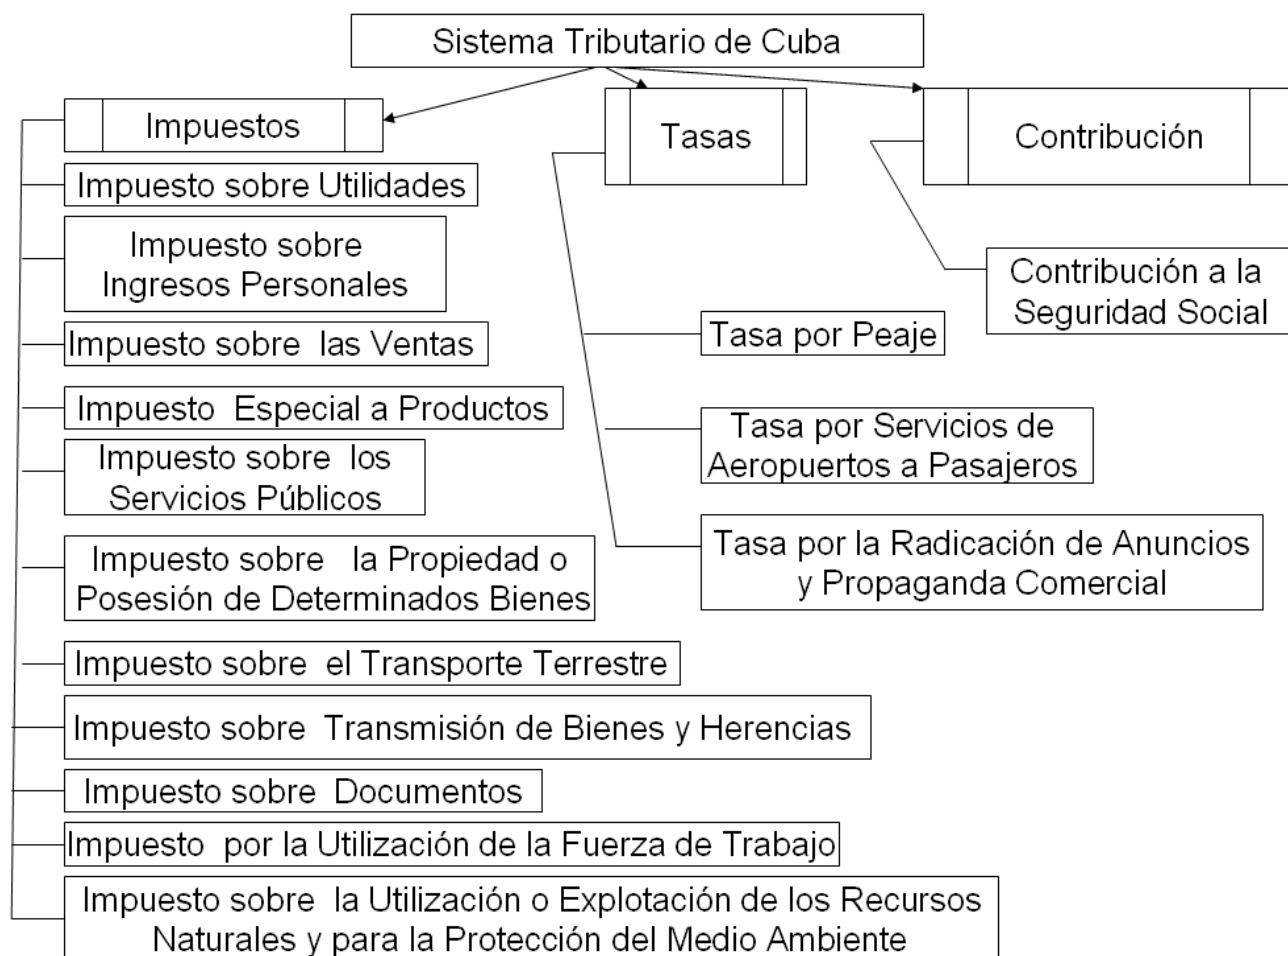 Sistema Tributario de Cuba
Impuestos
Tasas
Contribución
Impuesto sobre Utilidades
Impuesto sobre
Ingresos Personales
Impuesto sobre las Ventas
Impuesto Especial a Productos
Impuesto sobre los
Servicios Públicos
Impuesto sobre la Propiedad o
Posesión de Determinados Bienes
Impuesto sobre el Transporte Terrestre
Impuesto sobre Transmisión de Bienes y Herencias
Impuesto sobre Documentos
Impuesto por la Utilización de la Fuerza de Trabajo
Impuesto sobre la Utilización o Explotación de los Recursos
Naturales y para la Protección del Medio Ambiente
Tasa por Peaje
Tasa por Servicios de
Aeropuertos a Pasajeros
Tasa por la Radicación de Anuncios
y Propaganda Comercial
Contribución a la
Seguridad Social